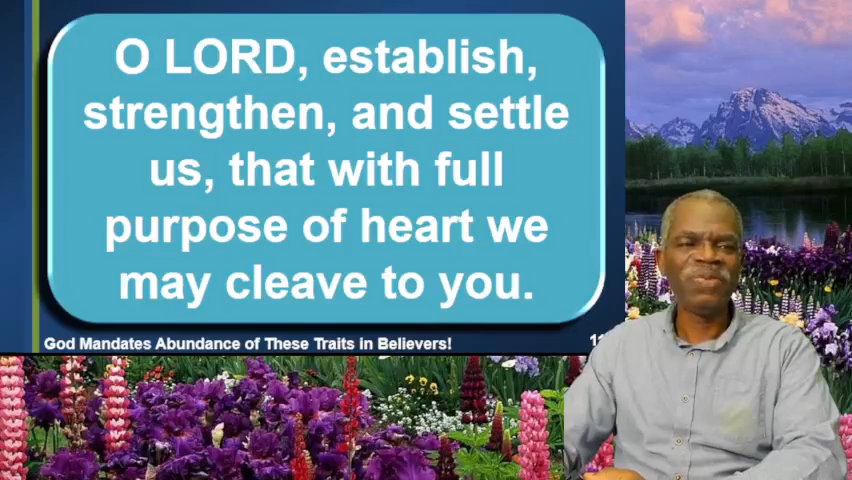 O LORD, establish,
strengthen, and settle
us, that with full
purpose of heart we
may cleave to you.
God Mandates Abundance of These Traits in Believers!